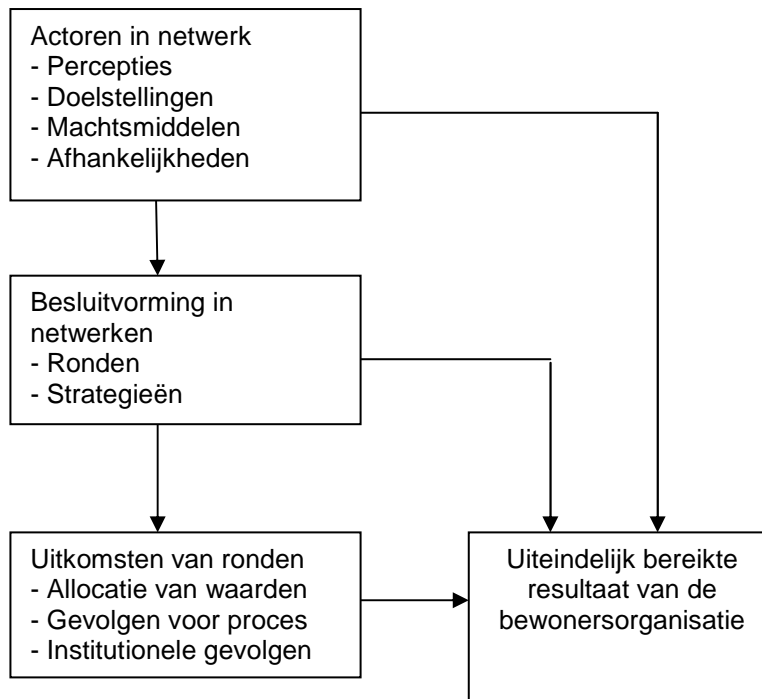 Actoren in netwerk
- Percepties
- Doelstellingen
- Machtsmiddelen
- Afhankelijkheden
Besluitvorming in
netwerken
- Ronden
- Strategieën
Uitkomsten van ronden
- Allocatie van waarden
- Gevolgen voor proces
- Institutionele gevolgen
Uiteindelijk bereikte
resultaat van de
bewonersorganisatie